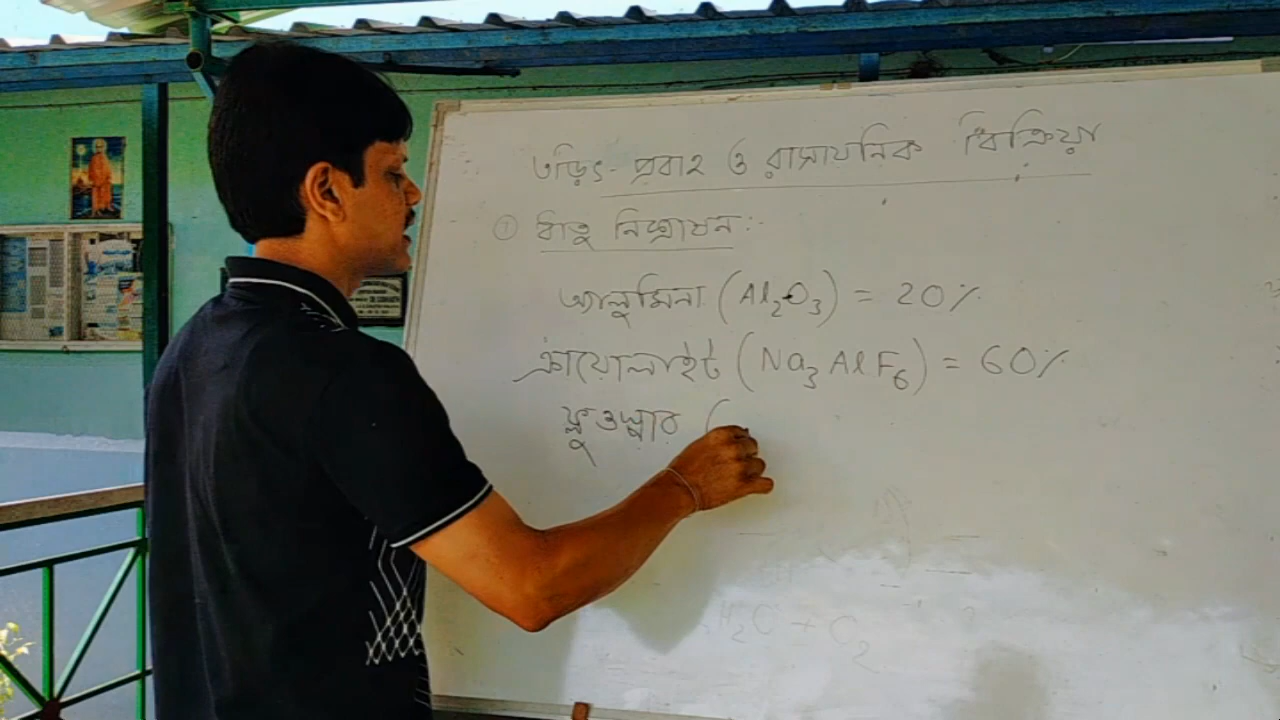 তড়িৎ-প্রবাহ ও রাসায়নিক বিক্রিয়া
① ধাতু নিষ্কাশন:-
অ্যালুমিনা (Al₂O₃) = 20%
ক্রায়োলাইট (Na₃AlF₆) = 60%
ফ্লুওস্পার (